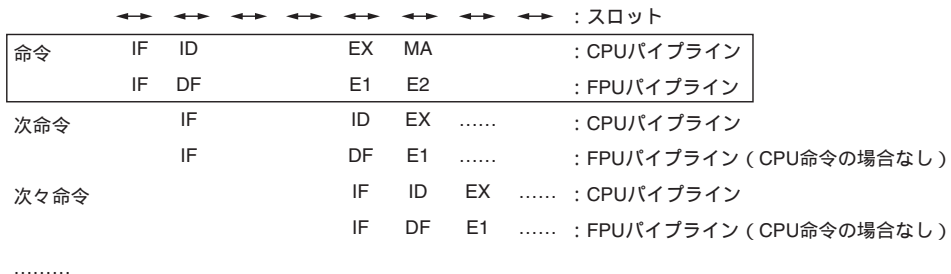 ：スロット
命令 IF ID EX MA ：CPUパイプライン
IF DF E1 E2 ：FPUパイプライン
次命令 IF ID EX …… ：CPUパイプライン
IF DF E1 …… ：FPUパイプライン（CPU命令の場合なし）
次々命令 IF ID EX …… ：CPUパイプライン
IF DF E1 …… ：FPUパイプライン（CPU命令の場合なし）
………